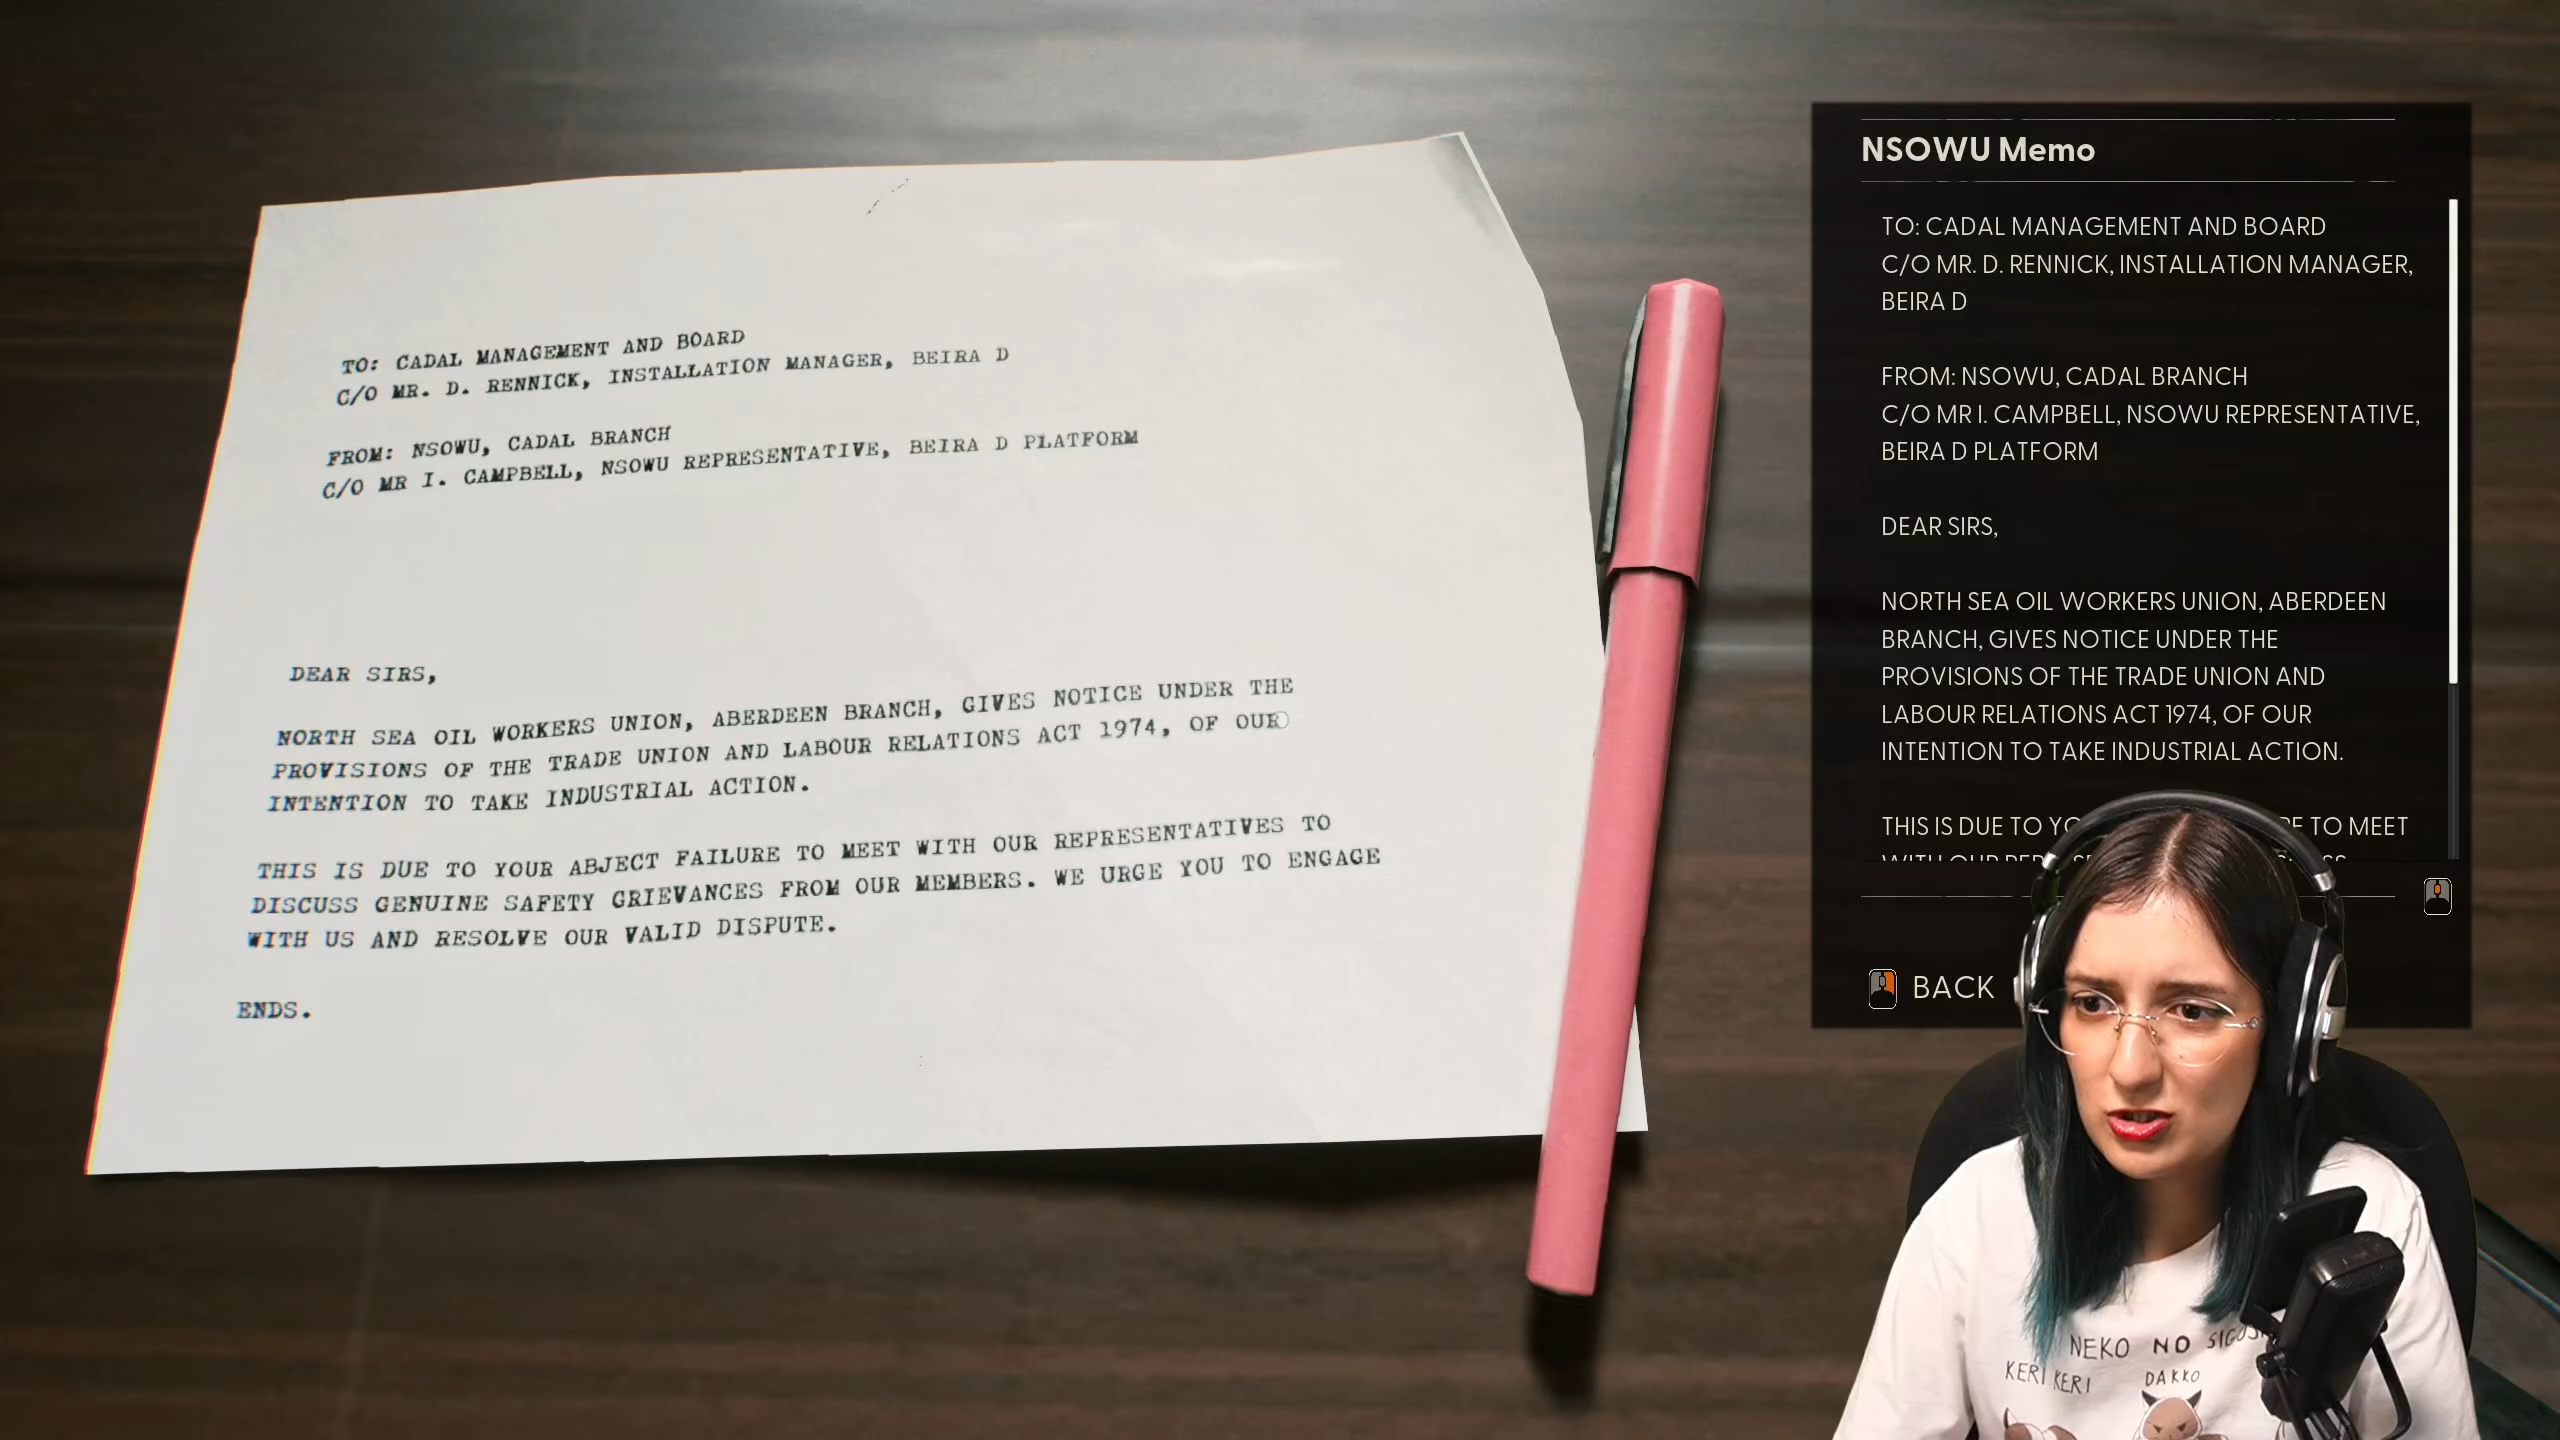 TO: CADAL MANAGEMENT AND BOARD
C/O MR. D. RENNICK, INSTALLATION MANAGER, BEIRA D
FROM: NSOWU, CADAL BRANCH
C/O MR I. CAMPBELL, NSOWU REPRESENTATIVE, BEIRA D PLATFORM
DEAR SIRS,
NORTH SEA OIL WORKERS UNION, ABERDEEN BRANCH, GIVES NOTICE UNDER THE
PROVISIONS OF THE TRADE UNION AND LABOUR RELATIONS ACT 1974, OF OUR
INTENTION TO TAKE INDUSTRIAL ACTION.
THIS IS DUE TO YOUR ABJECT FAILURE TO MEET WITH OUR REPRESENTATIVES TO
DISCUSS GENUINE SAFETY GRIEVANCES FROM OUR MEMBERS. WE URGE YOU TO ENGAGE
WITH US AND RESOLVE OUR VALID DISPUTE.
ENDS.
NSOWU Memo
TO: CADAL MANAGEMENT AND BOARD
C/O MR. D. RENNICK, INSTALLATION MANAGER,
BEIRA D
FROM: NSOWU, CADAL BRANCH
C/O MR I. CAMPBELL, NSOWU REPRESENTATIVE,
BEIRA D PLATFORM
DEAR SIRS,
NORTH SEA OIL WORKERS UNION, ABERDEEN
BRANCH, GIVES NOTICE UNDER THE
PROVISIONS OF THE TRADE UNION AND
LABOUR RELATIONS ACT 1974, OF OUR
INTENTION TO TAKE INDUSTRIAL ACTION.
THIS IS DUE TO TO MEET
WITH OUR
BACK
NEKO NO
KERI KERI DAKKO